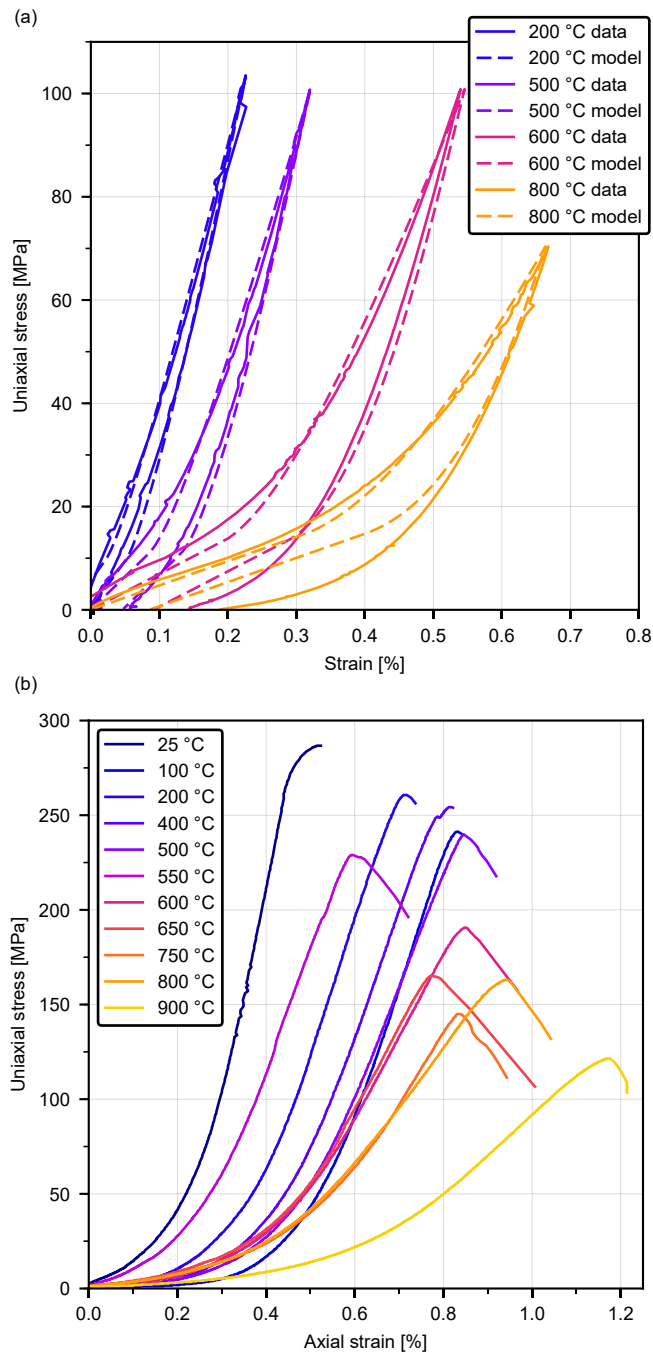 (a)
200 °C data
200 °C model
500 °C data
500 °C model
600 °C data
600 °C model
800 °C data
800 °C model
100
80
60
40
20
0
Uniaxial stress [MPa]
0.0 0.1 0.2 0.3 0.4 0.5 0.6 0.7 0.8
Strain [%]
(b)
25 °C
100 °C
200 °C
400 °C
500 °C
550 °C
600 °C
650 °C
750 °C
800 °C
900 °C
300
250
200
150
100
50
0
Uniaxial stress [MPa]
0.0 0.2 0.4 0.6 0.8 1.0 1.2
Axial strain [%]